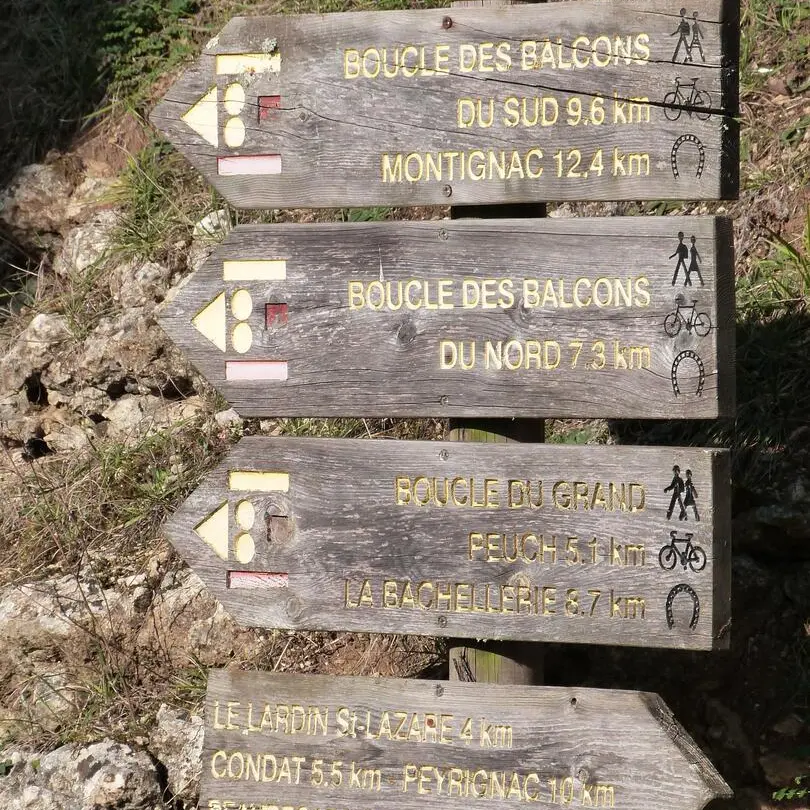 BOUCLE DES BALCONS
DU SUD 9,6 km
MONTIGNAC 12,4 km
BOUCLE DES BALCONS
DU NORD 7.3 km
BOUCLE DU GRAND
PEUCH 5.1 km
LA BACHELLERIE 8.7 km
LE LARDIN St-LAZARE 4 km
CONDAT 5.5 km PEYRIGNAC 10 km